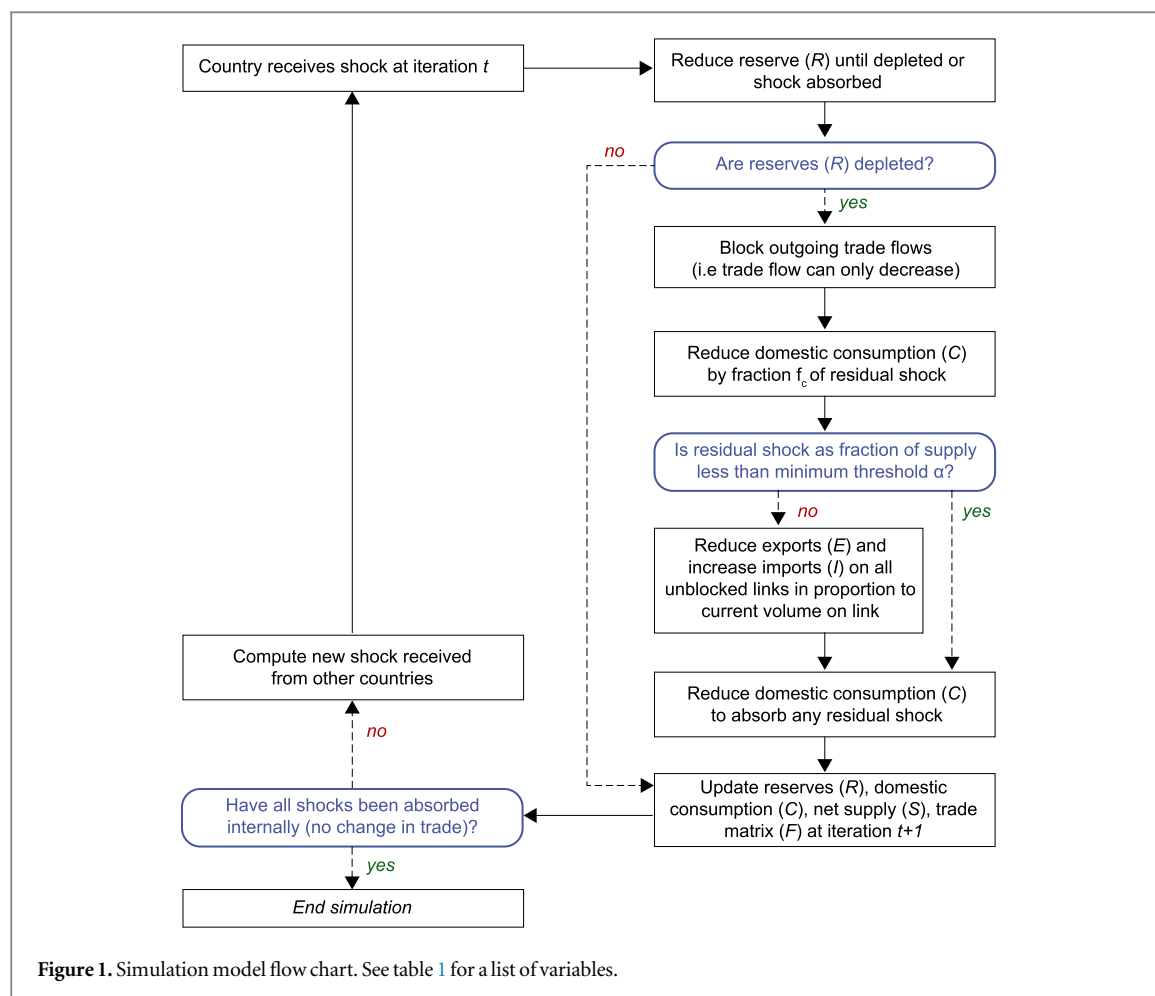 Country receives shock at iteration t
Reduce reserve (R) until depleted or
shock absorbed
Are reserves (R) depleted?
no
yes
Block outgoing trade flows
(i.e trade flow can only decrease)
Reduce domestic consumption (C)
by fraction fc of residual shock
Is residual shock as fraction of supply
less than minimum threshold α?
no
yes
Reduce exports (E) and
increase imports (I) on all
unblocked links in proportion to
current volume on link
Reduce domestic consumption (C)
to absorb any residual shock
Update reserves (R), domestic
consumption (C), net supply (S), trade
matrix (F) at iteration t+1
Compute new shock received
from other countries
no
Have all shocks been absorbed
internally (no change in trade)?
yes
End simulation
Figure 1. Simulation model flow chart. See table 1 for a list of variables.